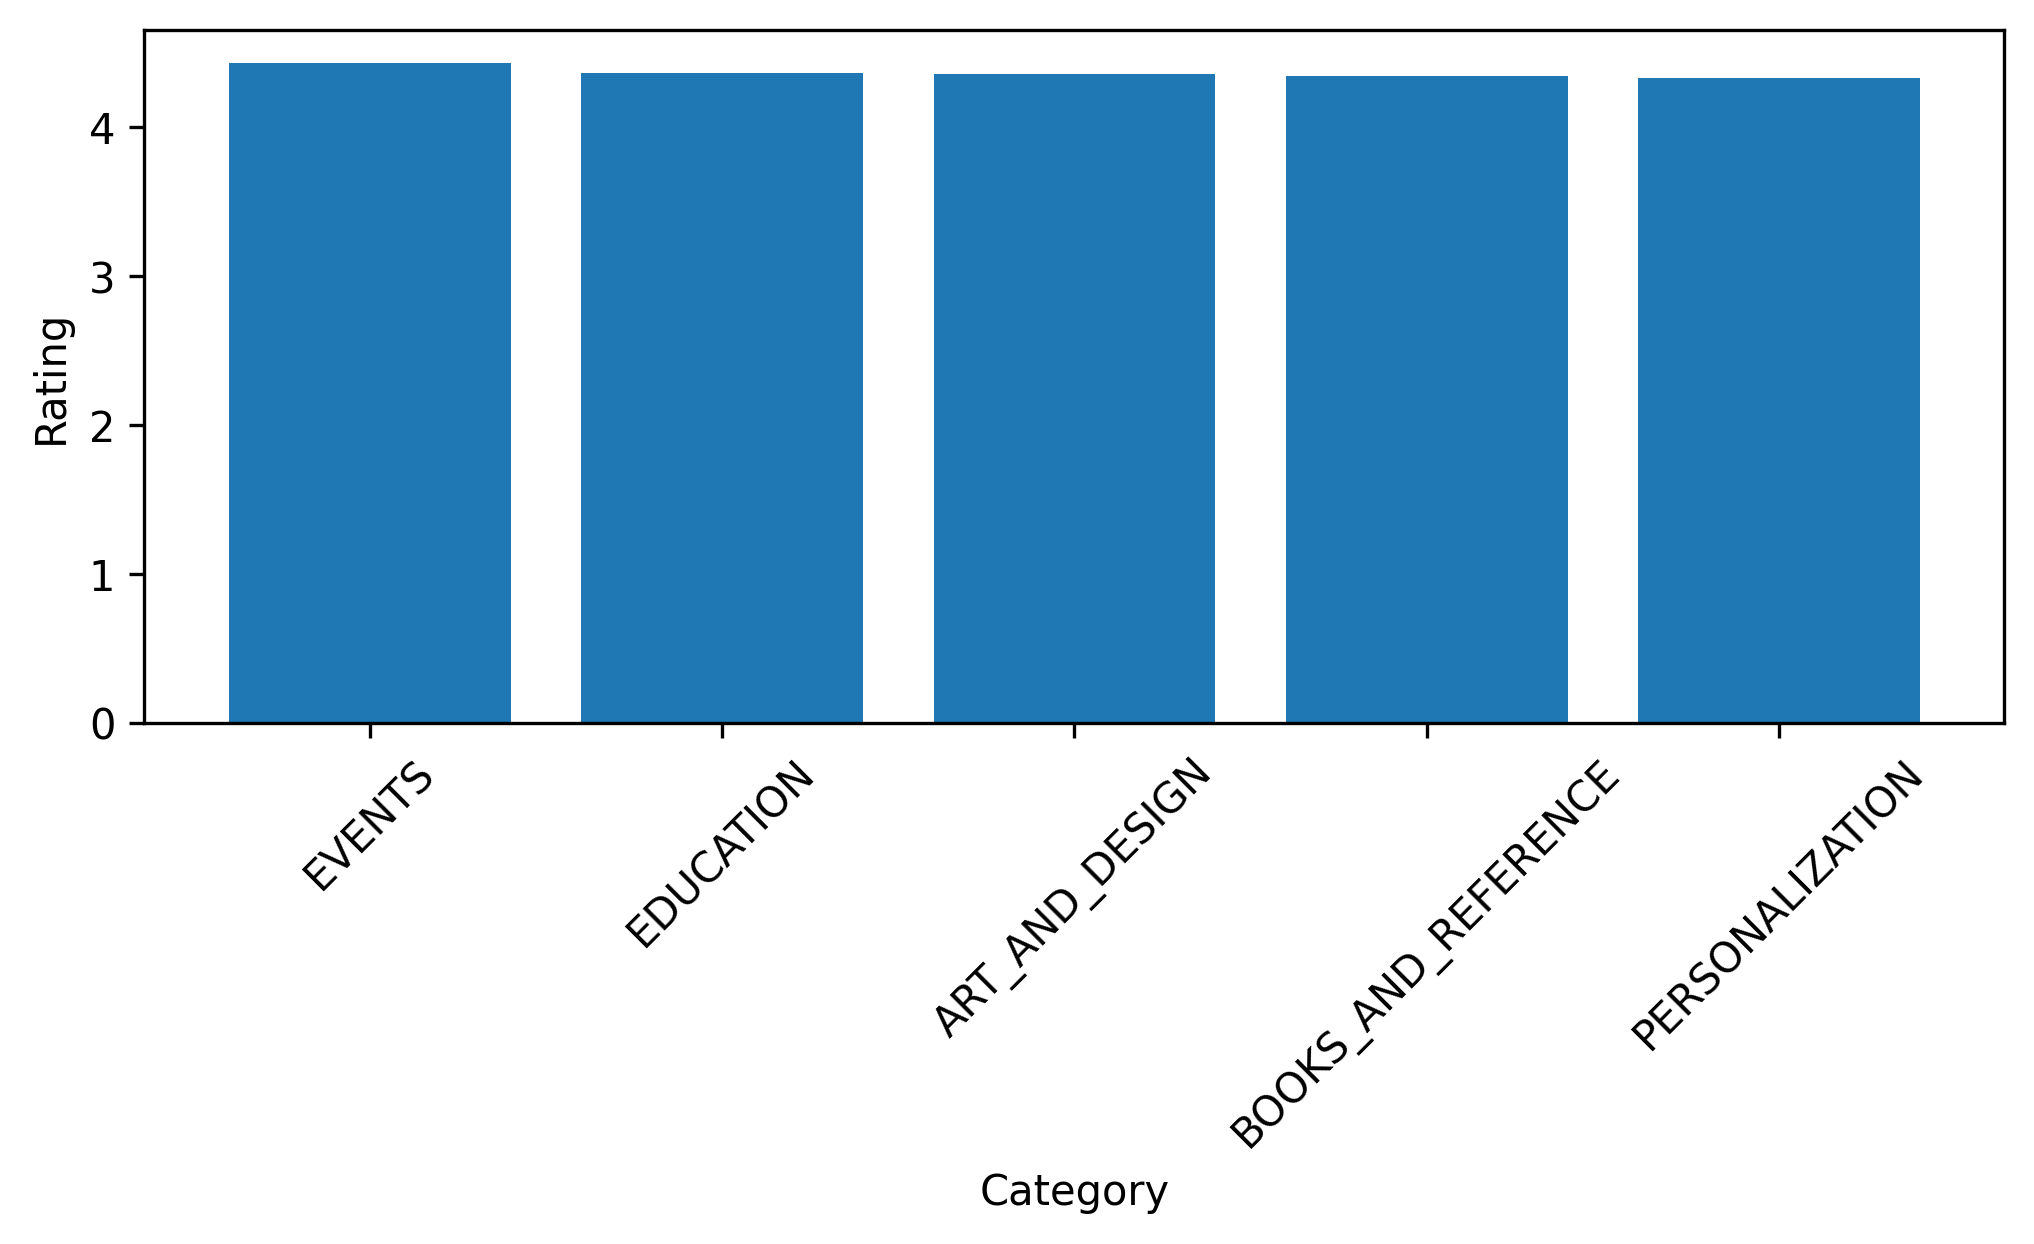 4
3
2
1
0
Rating
EVENTS
EDUCATION
ART_AND_DESIGN
BOOKS_AND_REFERENCE
PERSONALIZATION
Category